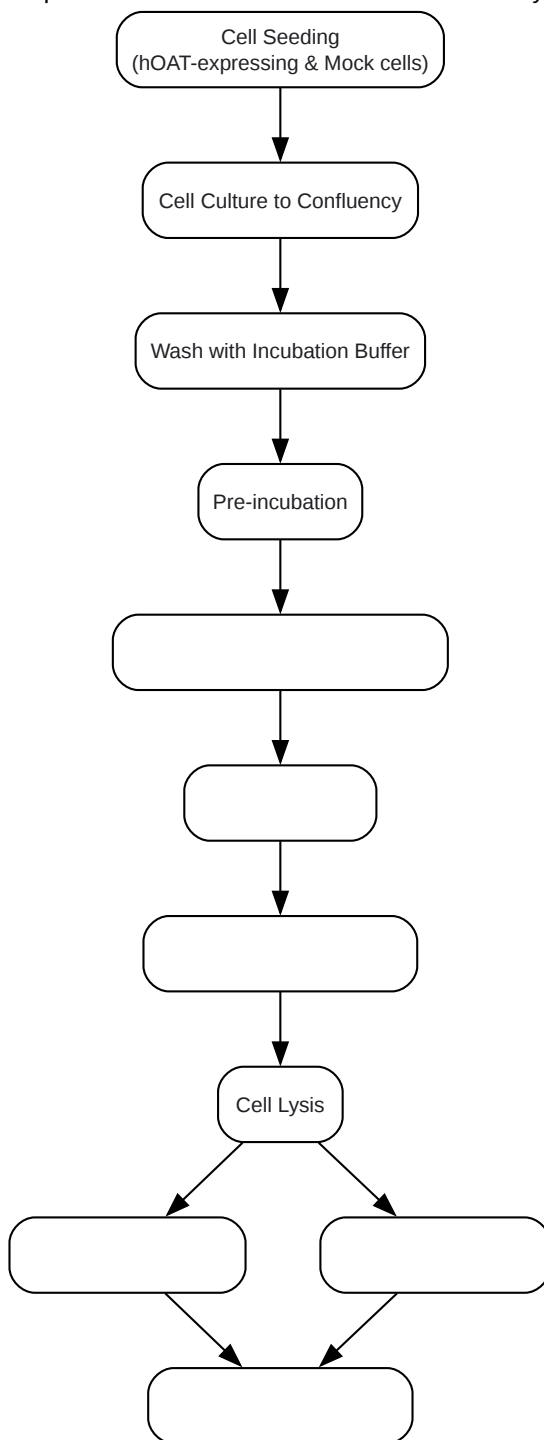 Cell Seeding
(hOAT-expressing & Mock cells)
Cell Culture to Confluency
Wash with Incubation Buffer
Pre-incubation
Cell Lysis